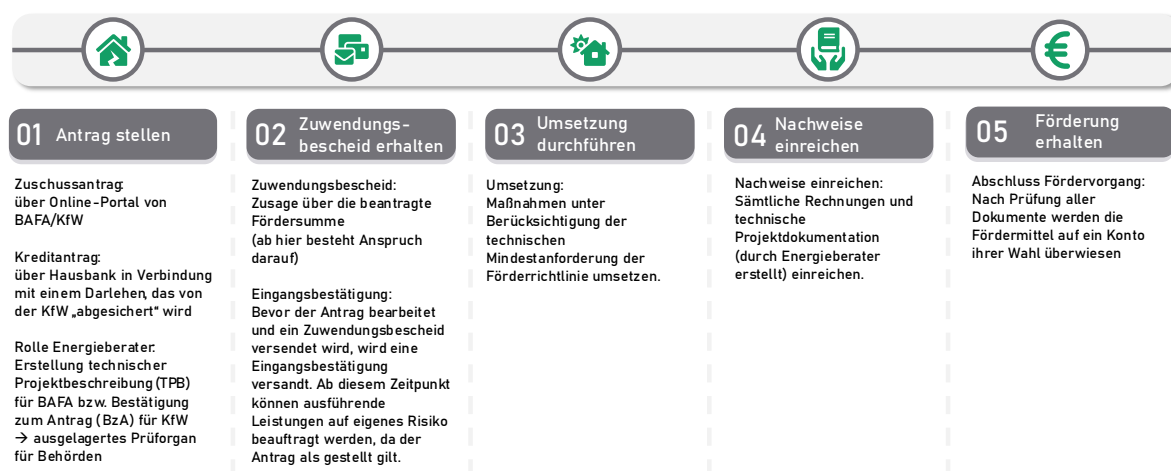 01 Antrag stellen
Zuschussantrag:
über Online-Portal von
BAFA/KfW
Kreditantrag:
über Hausbank in Verbindung
mit einem Darlehen, das von
der KfW „abgesichert“ wird
Rolle Energieberater:
Erstellung technischer
Projektbeschreibung (TPB)
für BAFA bzw. Bestätigung
zum Antrag (BzA) für KfW
→ ausgelagertes Prüforgan
für Behörden
02 Zuwendungs-
bescheid erhalten
Zuwendungsbescheid:
Zusage über die beantragte
Fördersumme
(ab hier besteht Anspruch
darauf)
Eingangsbestätigung:
Bevor der Antrag bearbeitet
und ein Zuwendungsbescheid
versendet wird, wird eine
Eingangsbestätigung
versandt. Ab diesem Zeitpunkt
können ausführende
Leistungen auf eigenes Risiko
beauftragt werden, da der
Antrag als gestellt gilt.
03 Umsetzung
durchführen
Umsetzung:
Maßnahmen unter
Berücksichtigung der
technischen
Mindestanforderung der
Förderrichtlinie umsetzen.
04 Nachweise
einreichen
Nachweise einreichen:
Sämtliche Rechnungen und
technische
Projektdokumentation
(durch Energieberater
erstellt) einreichen.
05 Förderung
erhalten
Abschluss Fördervorgang:
Nach Prüfung aller
Dokumente werden die
Fördermittel auf ein Konto
ihrer Wahl überwiesen